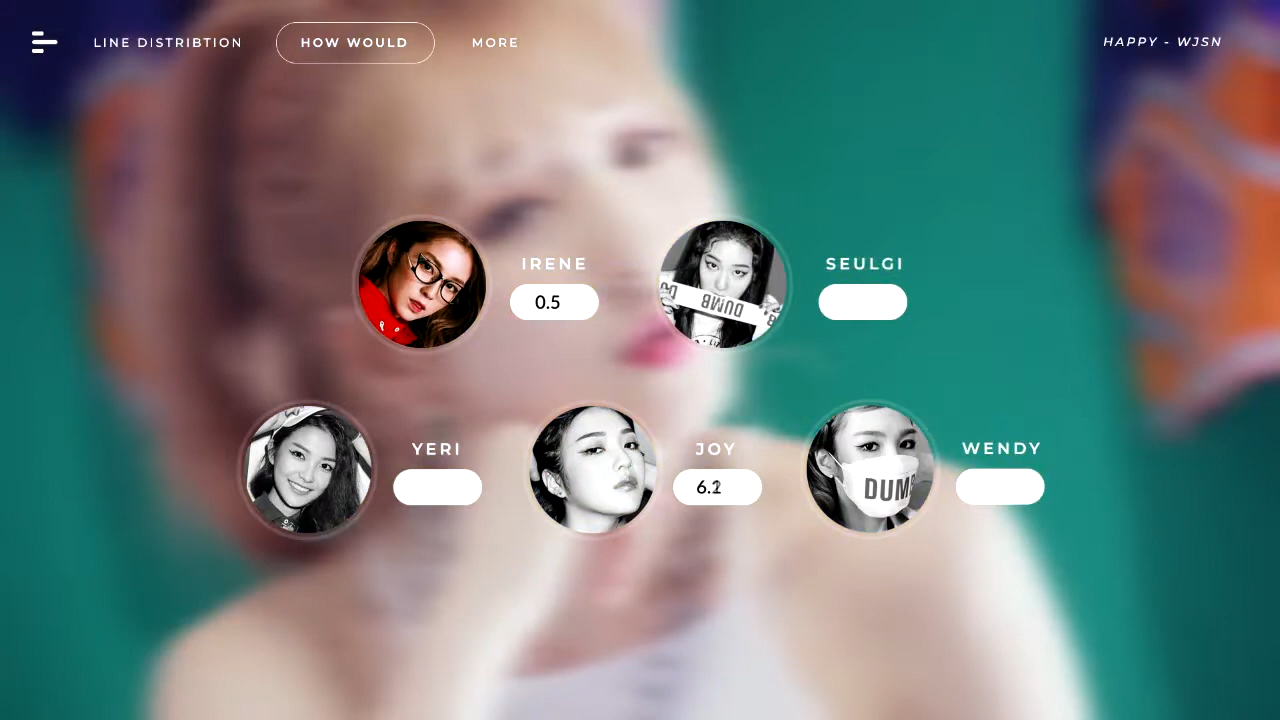 LINE DISTRIBTION
HOW WOULD
MORE
HAPPY - WJSN
IRENE
0.5
SEULGI
DUMB
YERI
JOY
WENDY
DUMB